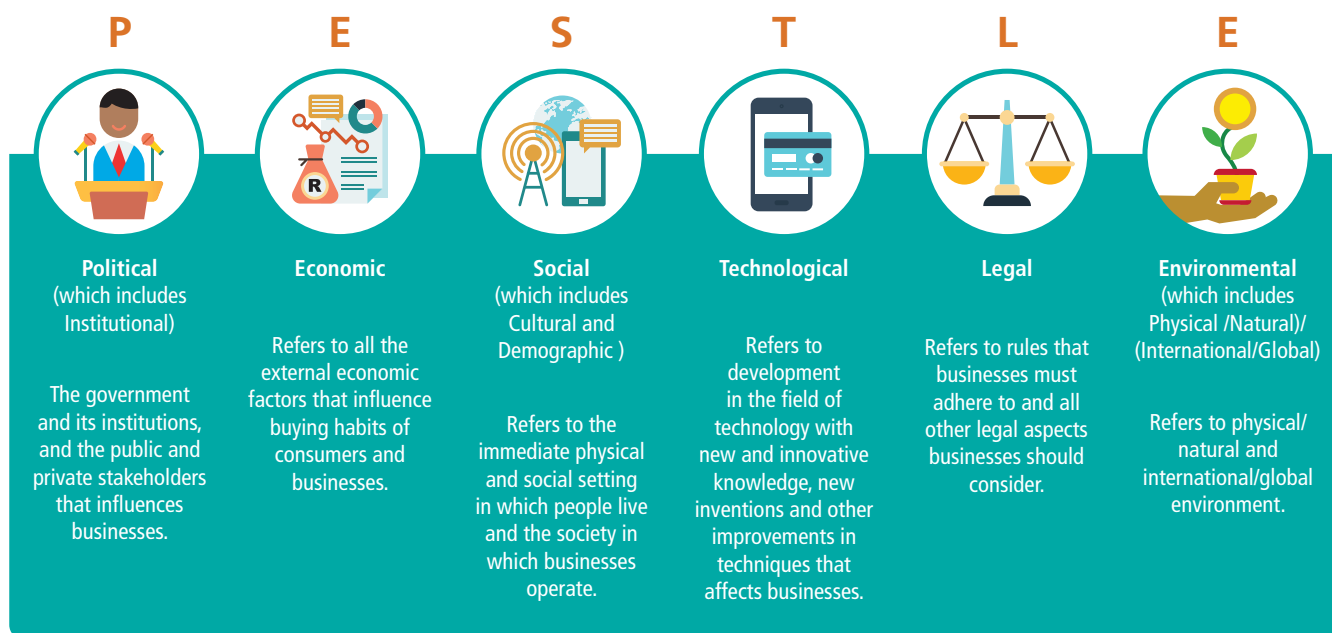 P
E
S
T
L
E
R
Political
(which includes
Institutional)
The government
and its institutions,
and the public and
private stakeholders
that influences
businesses.
Economic
Refers to all the
external economic
factors that influence
buying habits of
consumers and
businesses.
Social
(which includes
Cultural and
Demographic )
Refers to the
immediate physical
and social setting
in which people live
and the society in
which businesses
operate.
Technological
Refers to
development
in the field of
technology with
new and innovative
knowledge, new
inventions and other
improvements in
techniques that
affects businesses.
Legal
Refers to rules that
businesses must
adhere to and all
other legal aspects
businesses should
consider.
Environmental
(which includes
Physical /Natural)/
(International/Global)
Refers to physical/
natural and
international/global
environment.